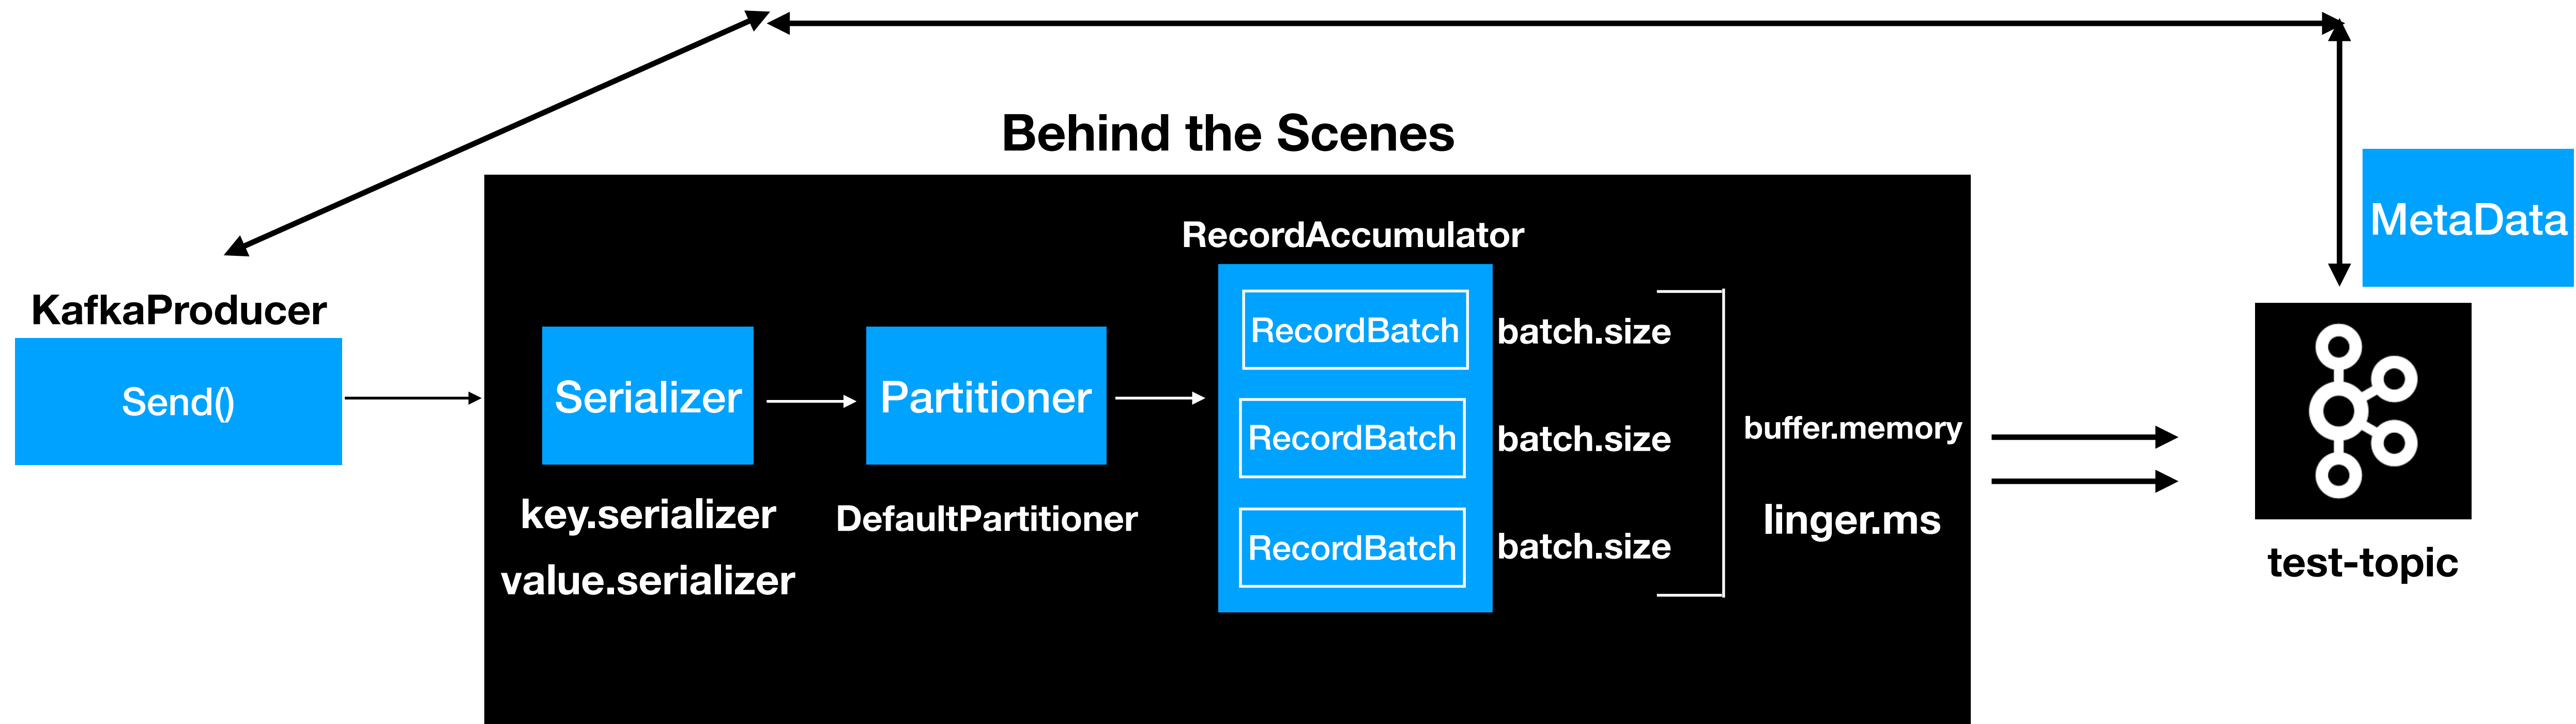 Behind the Scenes
MetaData
RecordAccumulator
KafkaProducer
Send()
Serializer
key.serializer
value.serializer
Partitioner
DefaultPartitioner
RecordBatch
batch.size
RecordBatch
batch.size
RecordBatch
batch.size
buffer.memory
linger.ms
test-topic